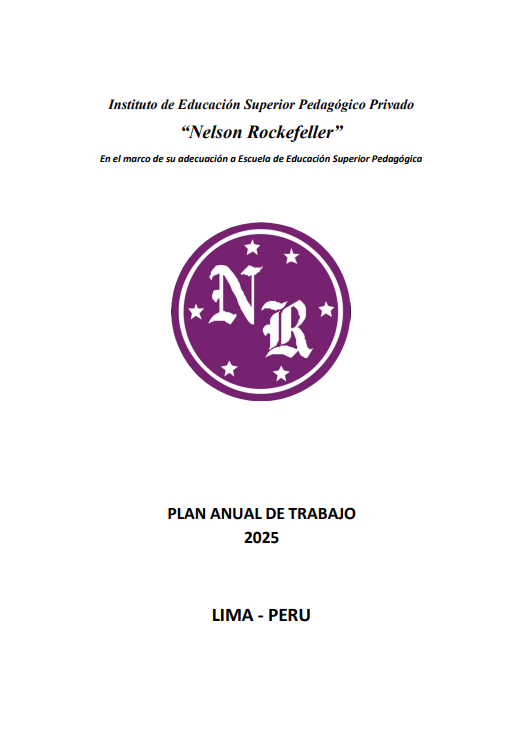 Instituto de Educación Superior Pedagógico Privado
“Nelson Rockefeller”
En el marco de su adecuación a Escuela de Educación Superior Pedagógica
N
R
PLAN ANUAL DE TRABAJO
2025
LIMA - PERU